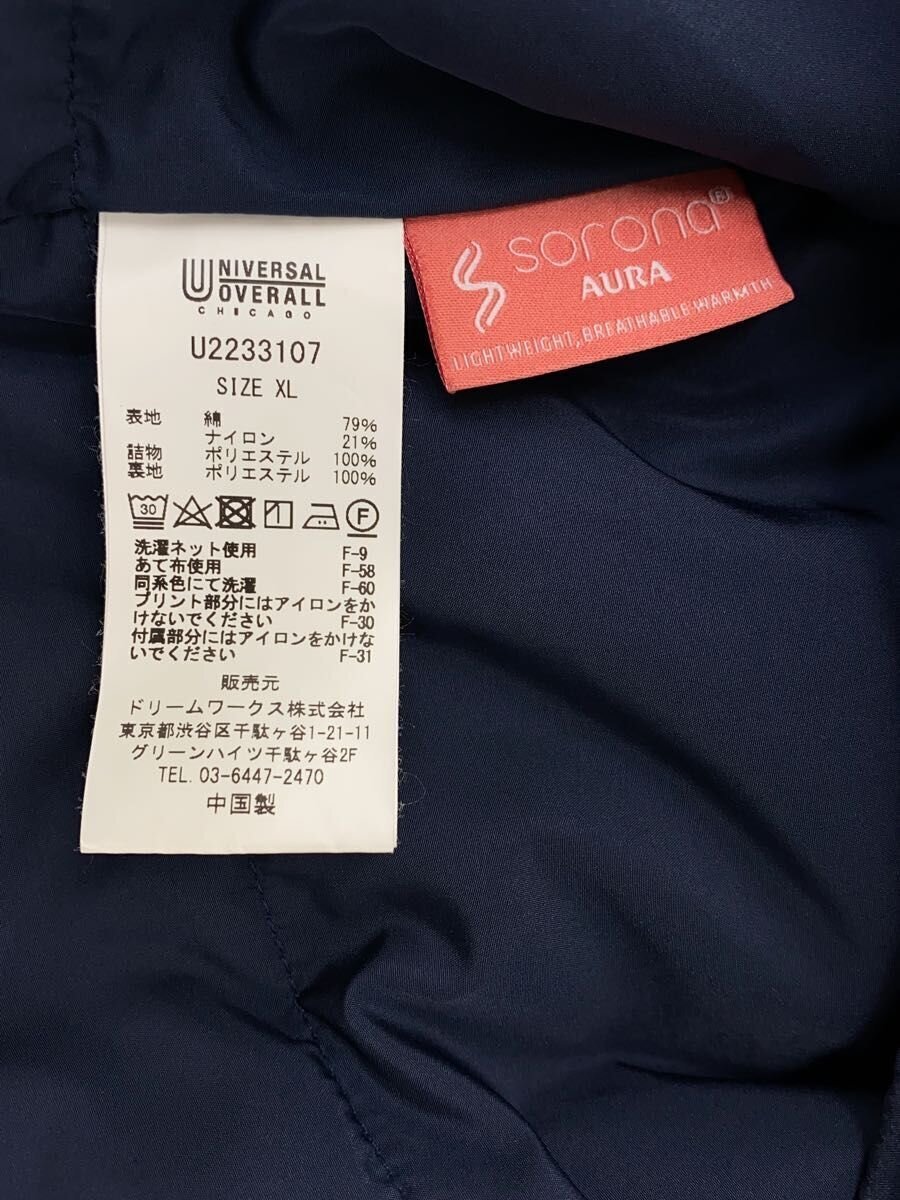 UNIVERSAL
OVERALL
CHICAGO
U2233107
SIZE XL
表地 綿 79%
ナイロン 21%
詰物 ポリエステル 100%
裏地 ポリエステル 100%
30 F
洗濯ネット使用 F-9
あて布使用 F-58
同系色にて洗濯 F-60
プリント部分にはアイロンをか
けないでください F-30
付属部分にはアイロンをかけな
いでください F-31
販売元
ドリームワークス株式会社
東京都渋谷区千駄ヶ谷1-21-11
グリーンハイツ千駄ヶ谷2F
TEL. 03-6447-2470
中国製
sorona®
AURA
LIGHTWEIGHT, BREATHABLE WARMTH